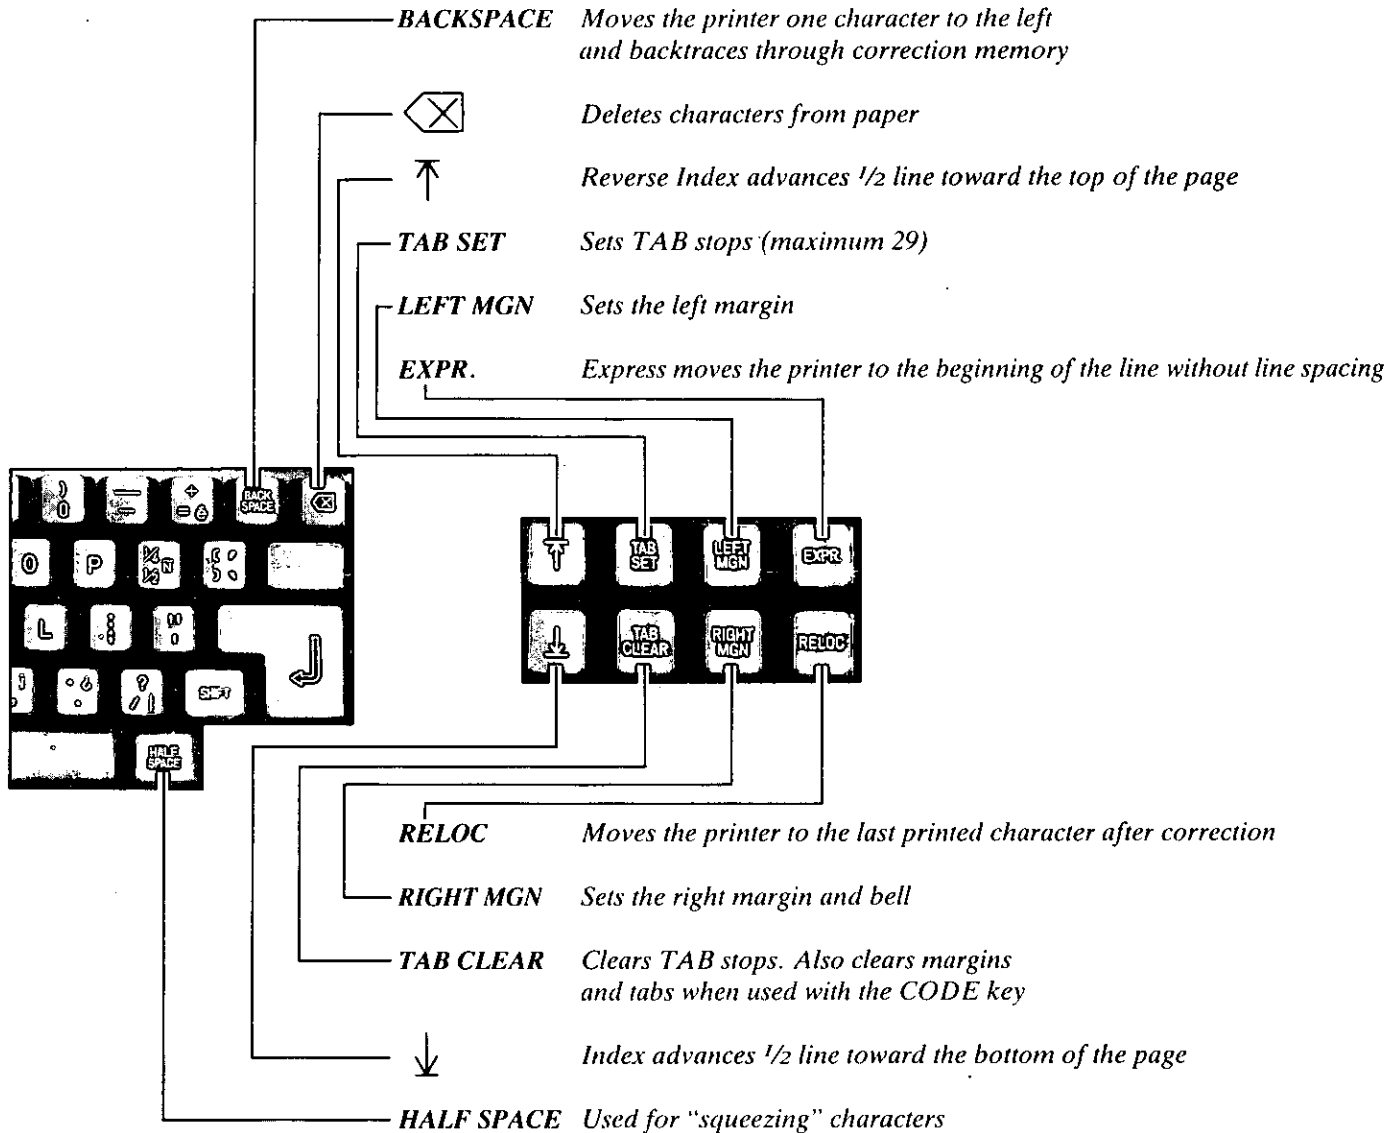 BACKSPACE Moves the printer one character to the left
and backtraces through correction memory
Deletes characters from paper
Reverse Index advances 1/2 line toward the top of the page
TAB SET Sets TAB stops (maximum 29)
LEFT MGN Sets the left margin
EXPR. Express moves the printer to the beginning of the line without line spacing
) — + BACK
0 – = SPACE
TAB LEFT EXPR
SET MGN
O P 1/4
1/2 Ñ
L
TAB RIGHT RELOC
CLEAR MGN
? SHIFT
/
HALF
SPACE
RELOC Moves the printer to the last printed character after correction
RIGHT MGN Sets the right margin and bell
TAB CLEAR Clears TAB stops. Also clears margins
and tabs when used with the CODE key
Index advances 1/2 line toward the bottom of the page
HALF SPACE Used for “squeezing” characters